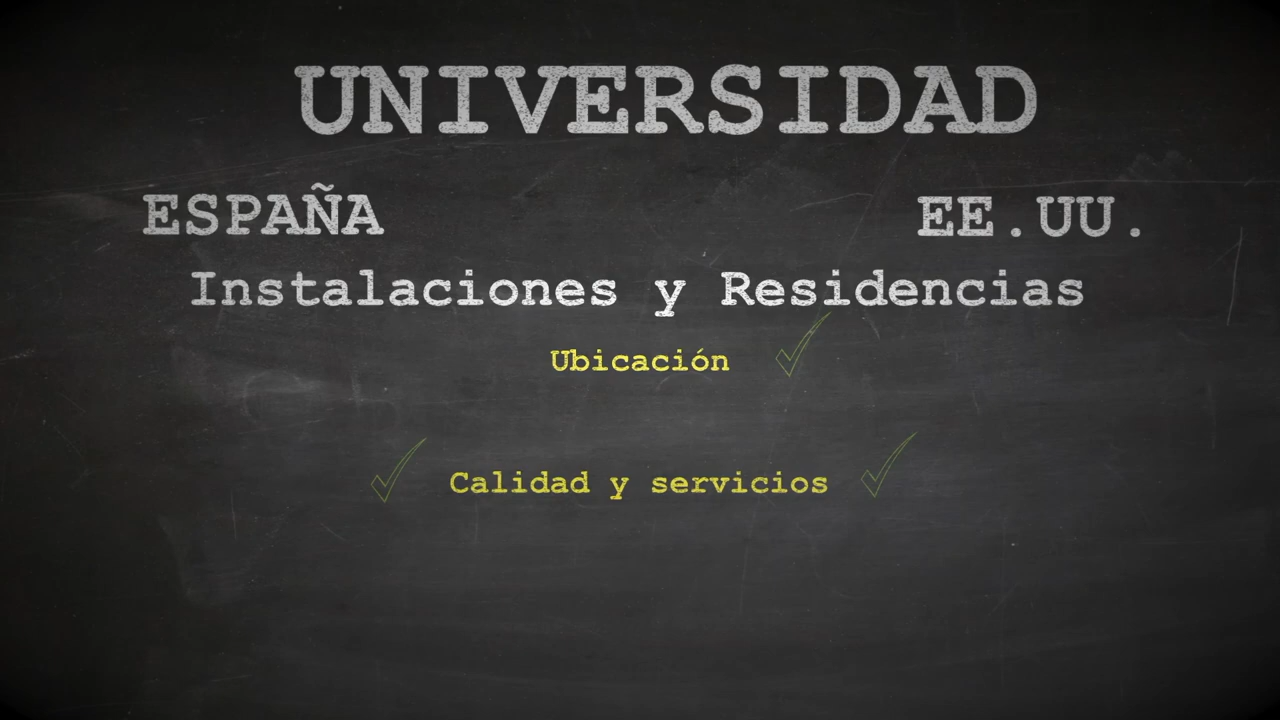 UNIVERSIDAD
ESPAÑA EE.UU.
Instalaciones y Residencias
Ubicación
Calidad y servicios